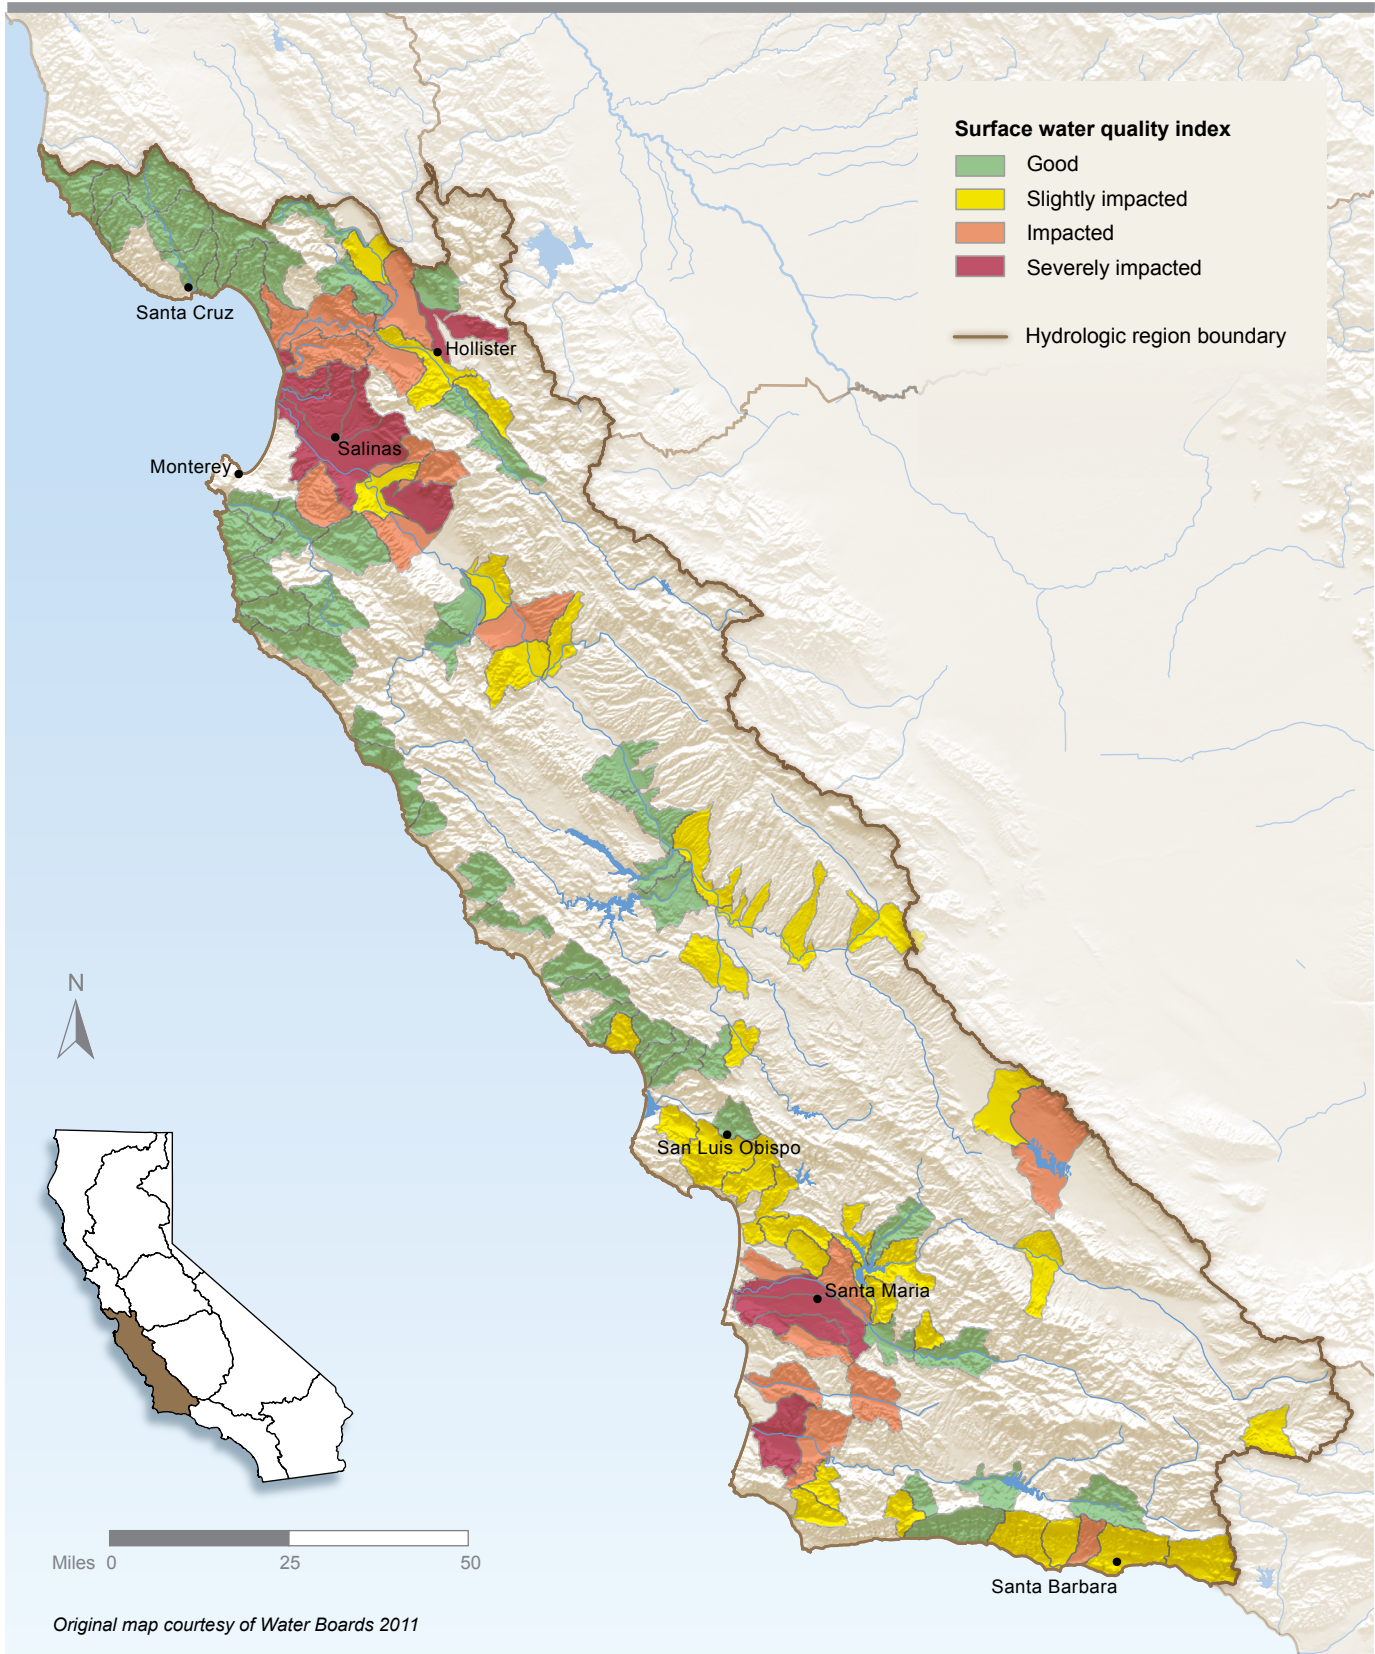 Surface water quality index
Good
Slightly impacted
Impacted
Severely impacted
Hydrologic region boundary
Santa Cruz
Hollister
Salinas
Monterey
N
San Luis Obispo
Santa Maria
Santa Barbara
Miles 0 25 50
Original map courtesy of Water Boards 2011